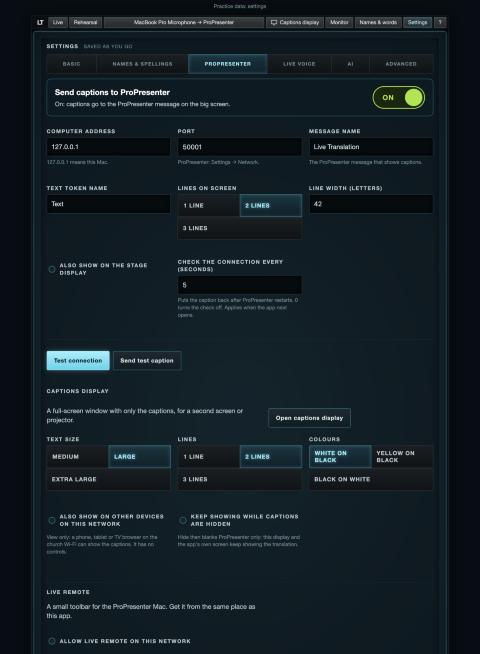 Practice data: settings
LT Live Rehearsal MacBook Pro Microphone → ProPresenter Captions display Monitor Names & words Settings ?
SETTINGS SAVED AS YOU GO
BASIC NAMES & SPELLINGS PROPRESENTER LIVE VOICE AI ADVANCED
Send captions to ProPresenter
On: captions go to the ProPresenter message on the big screen.
ON
COMPUTER ADDRESS PORT MESSAGE NAME
127.0.0.1 50001 Live Translation
127.0.0.1 means this Mac. ProPresenter: Settings → Network. The ProPresenter message that shows captions.
TEXT TOKEN NAME LINES ON SCREEN LINE WIDTH (LETTERS)
Text 1 LINE 2 LINES 42
3 LINES
ALSO SHOW ON THE STAGE
DISPLAY
CHECK THE CONNECTION EVERY
(SECONDS)
5
Puts the caption back after ProPresenter restarts. 0
turns the check off. Applies when the app next
opens.
Test connection Send test caption
CAPTIONS DISPLAY
A full-screen window with only the captions, for a second screen or
projector.
Open captions display
TEXT SIZE LINES COLOURS
MEDIUM LARGE 1 LINE 2 LINES WHITE ON
BLACK YELLOW ON
BLACK
EXTRA LARGE 3 LINES BLACK ON WHITE
ALSO SHOW ON OTHER DEVICES
ON THIS NETWORK
View only: a phone, tablet or TV browser on the
church Wi-Fi can show the captions. It has no
controls.
KEEP SHOWING WHILE CAPTIONS
ARE HIDDEN
Hide then blanks ProPresenter only: this display and
the app's own screen keep showing the translation.
LIVE REMOTE
A small toolbar for the ProPresenter Mac. Get it from the same place as
this app.
ALLOW LIVE REMOTE ON THIS NETWORK